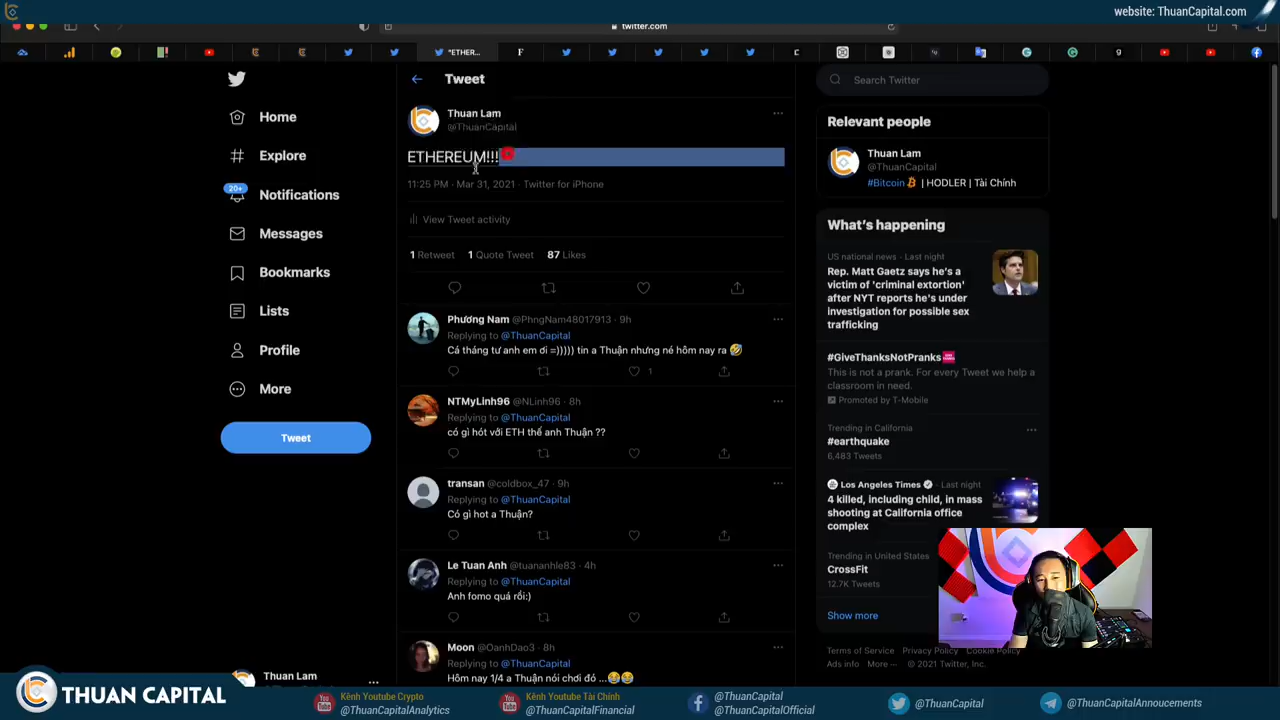 website: ThuanCapital.com
twitter.com
"ETHER...
Home
Explore
20+
Notifications
Messages
Bookmarks
Lists
Profile
More
Tweet
Thuan Lam
Tweet
Thuan Lam
@ThuanCapital
ETHEREUM!!!
11:25 PM · Mar 31, 2021 · Twitter for iPhone
View Tweet activity
1 Retweet 1 Quote Tweet 87 Likes
Phương Nam @PhngNam48017913 · 9h
Replying to @ThuanCapital
Cá tháng tư anh em ơi =))))) tin a Thuận nhưng né hôm nay ra 🤣
1
NTMyLinh96 @NLinh96 · 8h
Replying to @ThuanCapital
có gì hót với ETH thế anh Thuận ??
transan @coldbox_47 · 9h
Replying to @ThuanCapital
Có gì hot a Thuận?
Le Tuan Anh @tuananhle83 · 4h
Replying to @ThuanCapital
Anh fomo quá rồi:)
Moon @OanhDao3 · 8h
Replying to @ThuanCapital
Hôm nay 1/4 a Thuận nói chơi đó ...😭😭
Search Twitter
Relevant people
Thuan Lam
@ThuanCapital
#Bitcoin | HODLER | Tài Chính
What's happening
US national news · Last night
Rep. Matt Gaetz says he's a
victim of 'criminal extortion'
after NYT reports he's under
investigation for possible sex
trafficking
#GiveThanksNotPranks
This is not a prank. For every Tweet we help a
classroom in need.
Promoted by T-Mobile
Trending in California
#earthquake
6,483 Tweets
Los Angeles Times · Last night
4 killed, including child, in mass
shooting at California office
complex
Trending in United States
CrossFit
12.7K Tweets
Show more
Terms of Service Privacy Policy Cookie Policy
Ads info More ··· © 2021 Twitter, Inc.
THUAN CAPITAL
Kênh Youtube Crypto
@ThuanCapitalAnalytics
Kênh Youtube Tài Chính
@ThuanCapitalFinancial
@ThuanCapital
@ThuanCapitalOfficial
@ThuanCapital
@ThuanCapitalAnnoucements